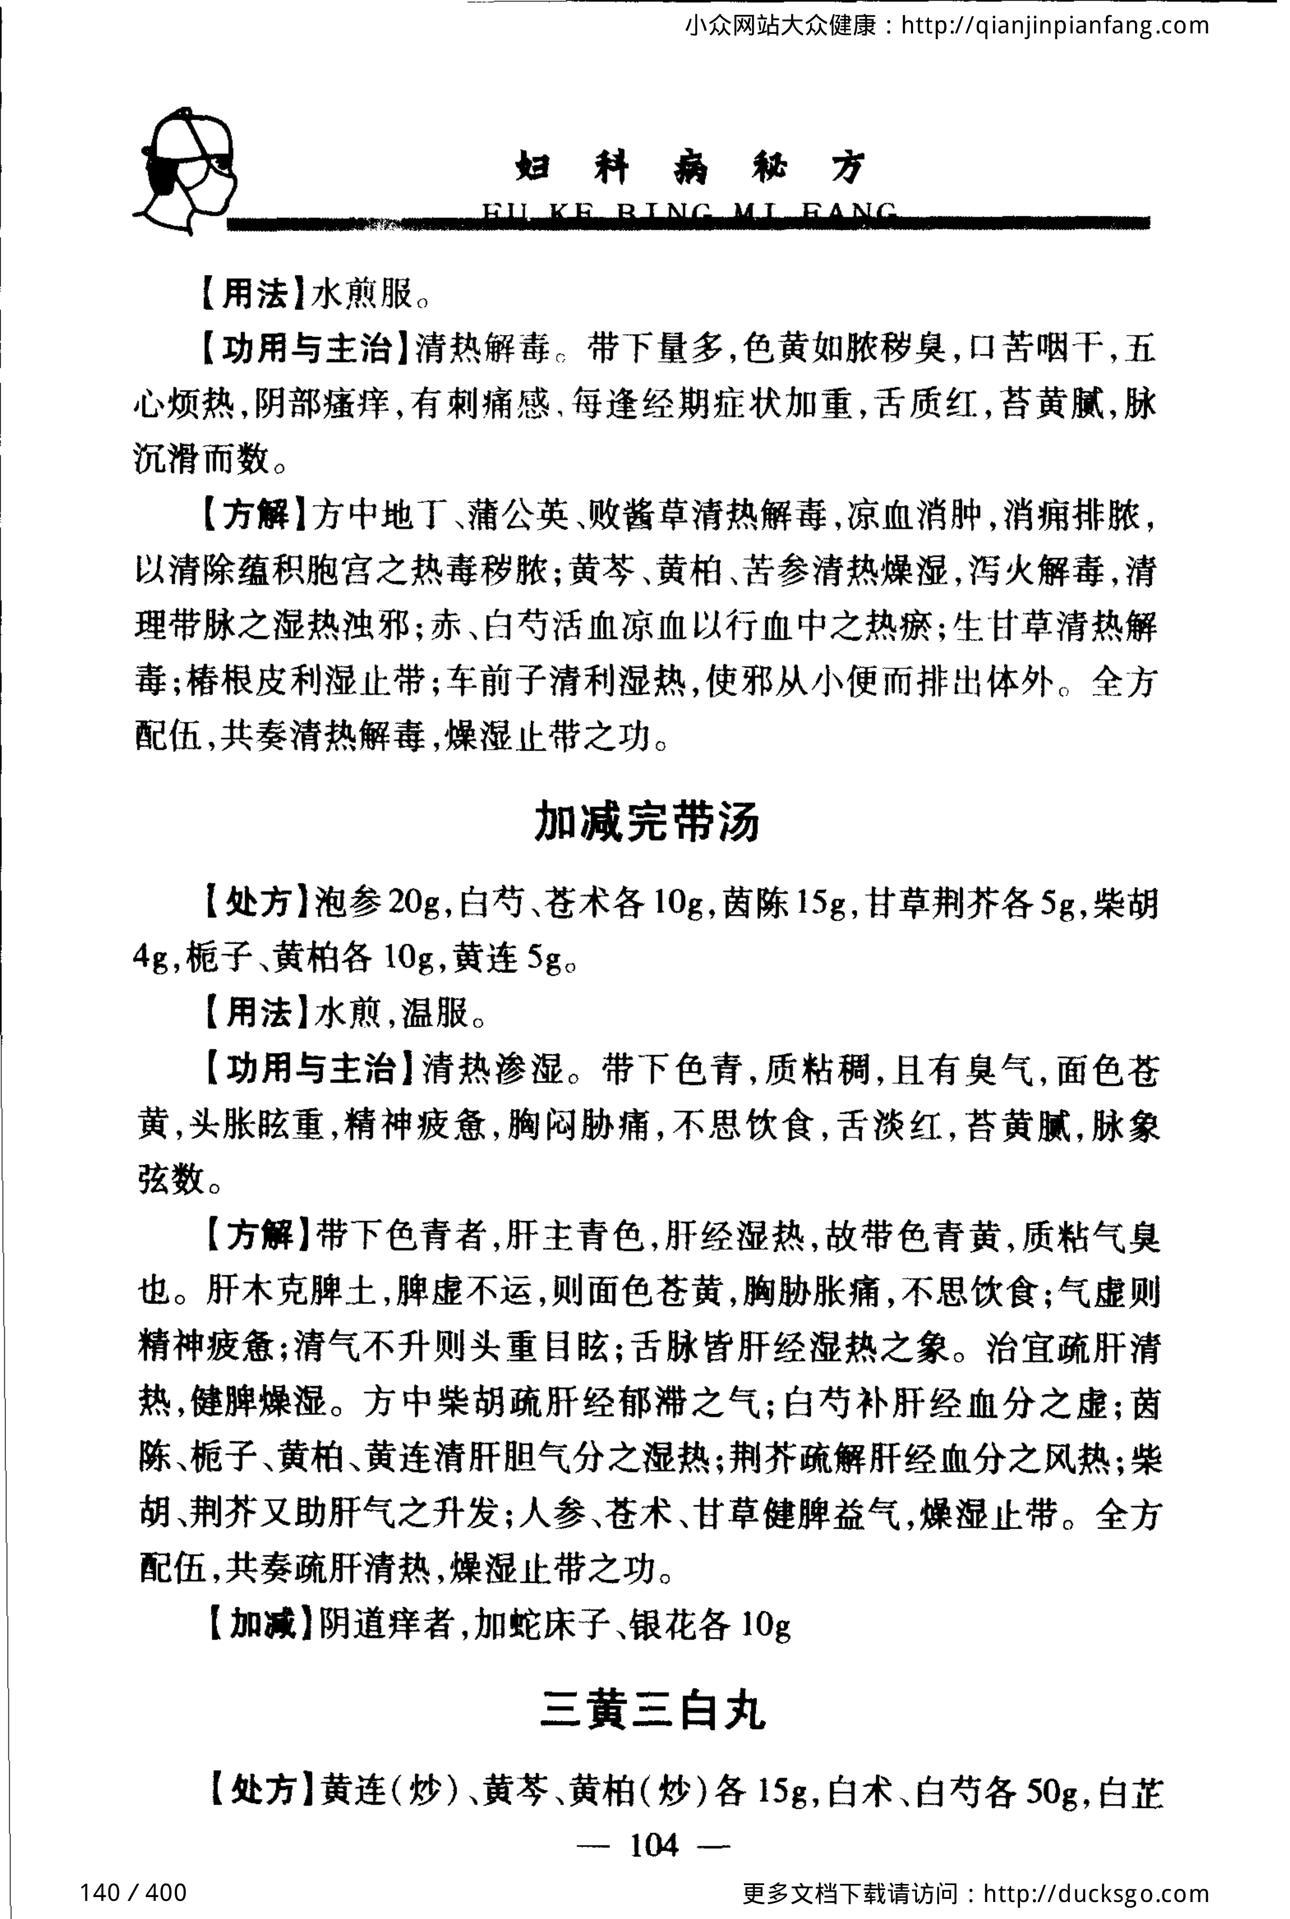 小众网站大众健康：http://qianjinpianfang.com
妇科病秘方
FU KE BING MI FANG
【用法】水煎服。
【功用与主治】清热解毒。带下量多,色黄如脓秽臭,口苦咽干,五
心烦热,阴部瘙痒,有刺痛感、每逢经期症状加重,舌质红,苔黄腻,脉
沉滑而数。
【方解】方中地丁、蒲公英、败酱草清热解毒,凉血消肿,消痈排脓,
以清除蕴积胞宫之热毒秽脓;黄芩、黄柏、苦参清热燥湿,泻火解毒,清
理带脉之湿热浊邪;赤、白芍活血凉血以行血中之热瘀;生甘草清热解
毒;椿根皮利湿止带;车前子清利湿热,使邪从小便而排出体外。全方
配伍,共奏清热解毒,燥湿止带之功。
加减完带汤
【处方】泡参20g,白芍、苍术各10g,茵陈15g,甘草荆芥各5g,柴胡
4g,栀子、黄柏各 10g,黄连5g。
【用法】水煎,温服。
【功用与主治】清热渗湿。带下色青,质粘稠,且有臭气,面色苍
黄,头胀眩重,精神疲惫,胸闷胁痛,不思饮食,舌淡红,苔黄腻,脉象
弦数。
【方解】带下色青者,肝主青色,肝经湿热,故带色青黄,质粘气臭
也。肝木克脾土,脾虚不运,则面色苍黄,胸胁胀痛,不思饮食;气虚则
精神疲惫;清气不升则头重目眩;舌脉皆肝经湿热之象。治宜疏肝清
热,健脾燥湿。方中柴胡疏肝经郁滞之气;白芍补肝经血分之虚;茵
陈、栀子、黄柏、黄连清肝胆气分之湿热;荆芥疏解肝经血分之风热;柴
胡、荆芥又助肝气之升发;人参、苍术、甘草健脾益气,燥湿止带。全方
配伍,共奏疏肝清热,燥湿止带之功。
【加减】阴道痒者,加蛇床子、银花各10g
三黄三白丸
【处方】黄连(炒)、黄芩、黄柏(炒)各15g,白术、白芍各50g,白芷
— 104 —
140 / 400
更多文档下载请访问：http://ducksgo.com